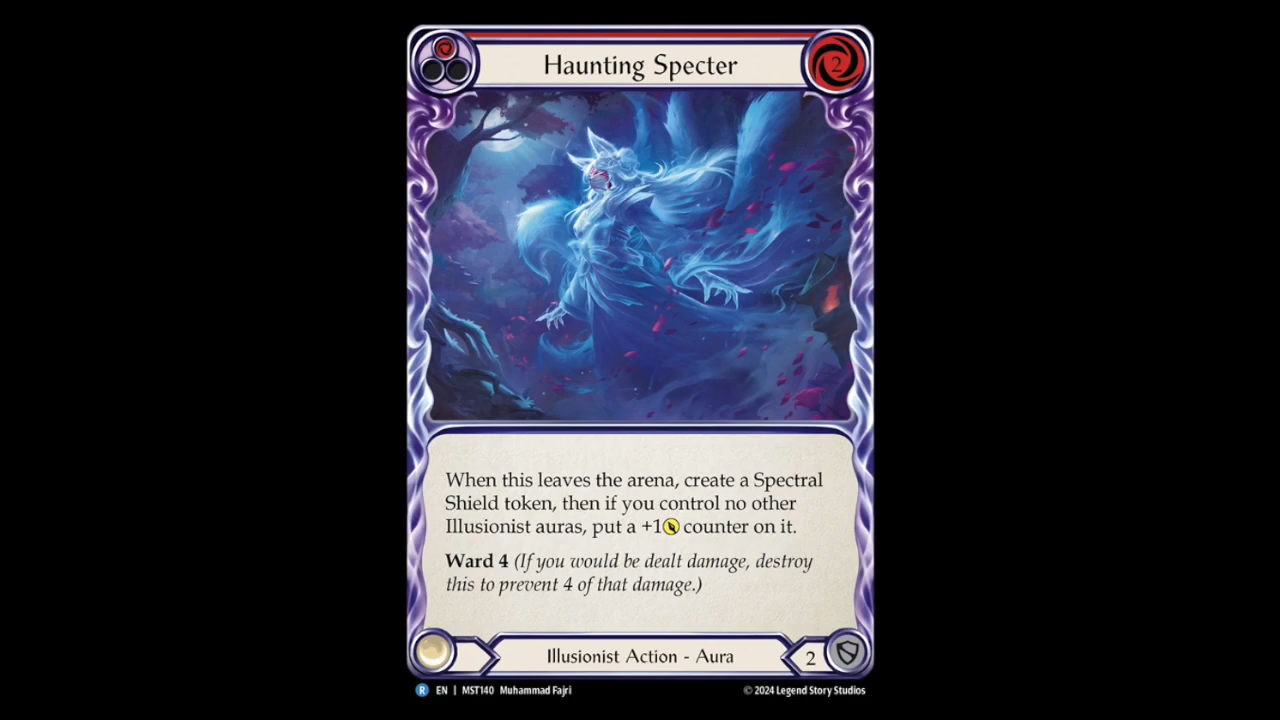 Haunting Specter
2
When this leaves the arena, create a Spectral
Shield token, then if you control no other
Illusionist auras, put a +1 counter on it.
Ward 4 (If you would be dealt damage, destroy
this to prevent 4 of that damage.)
Illusionist Action - Aura
2
R EN | MST140 Muhammad Fajri
© 2024 Legend Story Studios